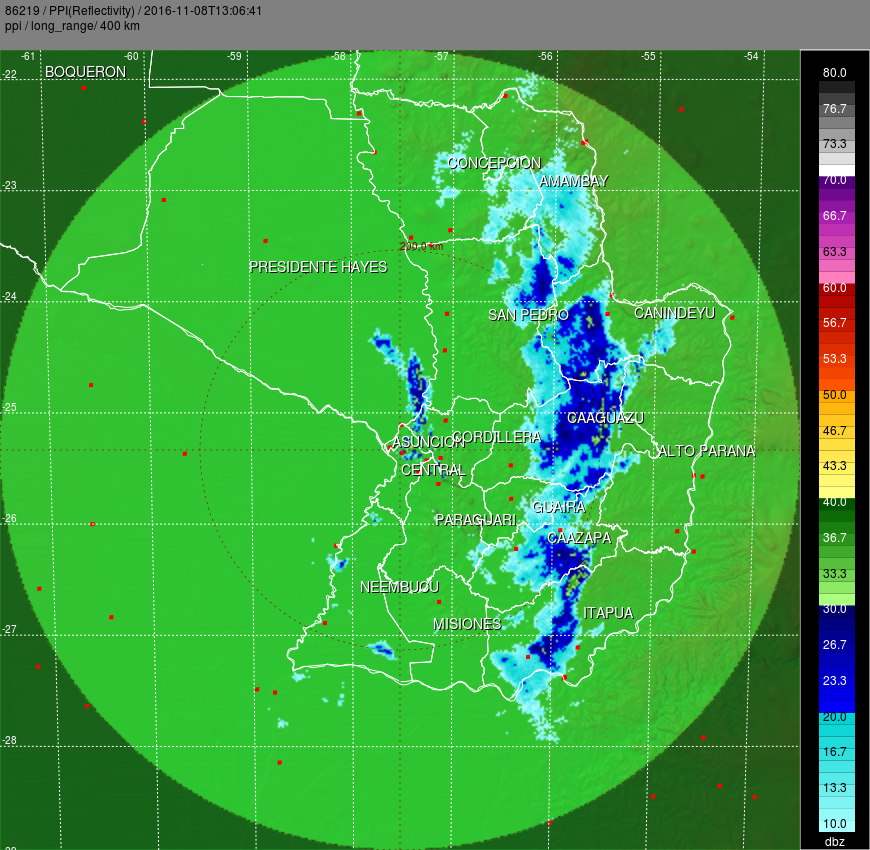 86219 / PPI(Reflectivity) / 2016-11-08T13:06:41
ppi / long_range/ 400 km
-61 -60 -59 -58 -57 -56 -55 -54
-22
BOQUERON
80.0
76.7
73.3
CONCEPCION
AMAMBAY
70.0
-23
66.7
200.0 km
63.3
PRESIDENTE HAYES
60.0
-24
SAN PEDRO
CANINDEYU
56.7
53.3
50.0
-25
CAAGUAZU
46.7
ASUNCION
CORDILLERA
ALTO PARANA
CENTRAL
43.3
40.0
GUAIRA
-26
PARAGUARI
CAAZAPA
36.7
33.3
NEEMBUCU
30.0
ITAPUA
MISIONES
-27
26.7
23.3
20.0
-28
16.7
13.3
10.0
dbz